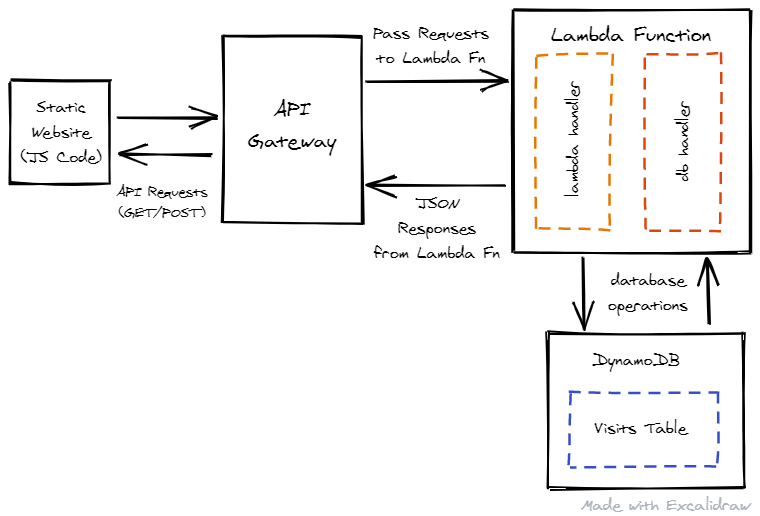 Static
Website
(JS Code)
API Requests
(GET/POST)
API
Gateway
Pass Requests
to Lambda Fn
JSON
Responses
from Lambda Fn
Lambda Function
lambda handler
db handler
database
operations
DynamoDB
Visits Table
Made with Excalidraw